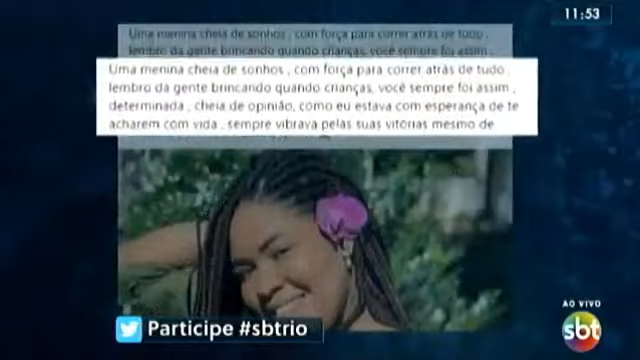 11:53
Uma menina cheia de sonhos , com força para correr atrás de tudo ,
lembro da gente brincando quando crianças, você sempre foi assim ,
Uma menina cheia de sonhos , com força para correr atrás de tudo ,
lembro da gente brincando quando crianças, você sempre foi assim ,
determinada , cheia de opinião, como eu estava com esperança de te
acharem com vida , sempre vibrava pelas suas vitórias mesmo de
Participe #sbtrio
AO VIVO
sbt